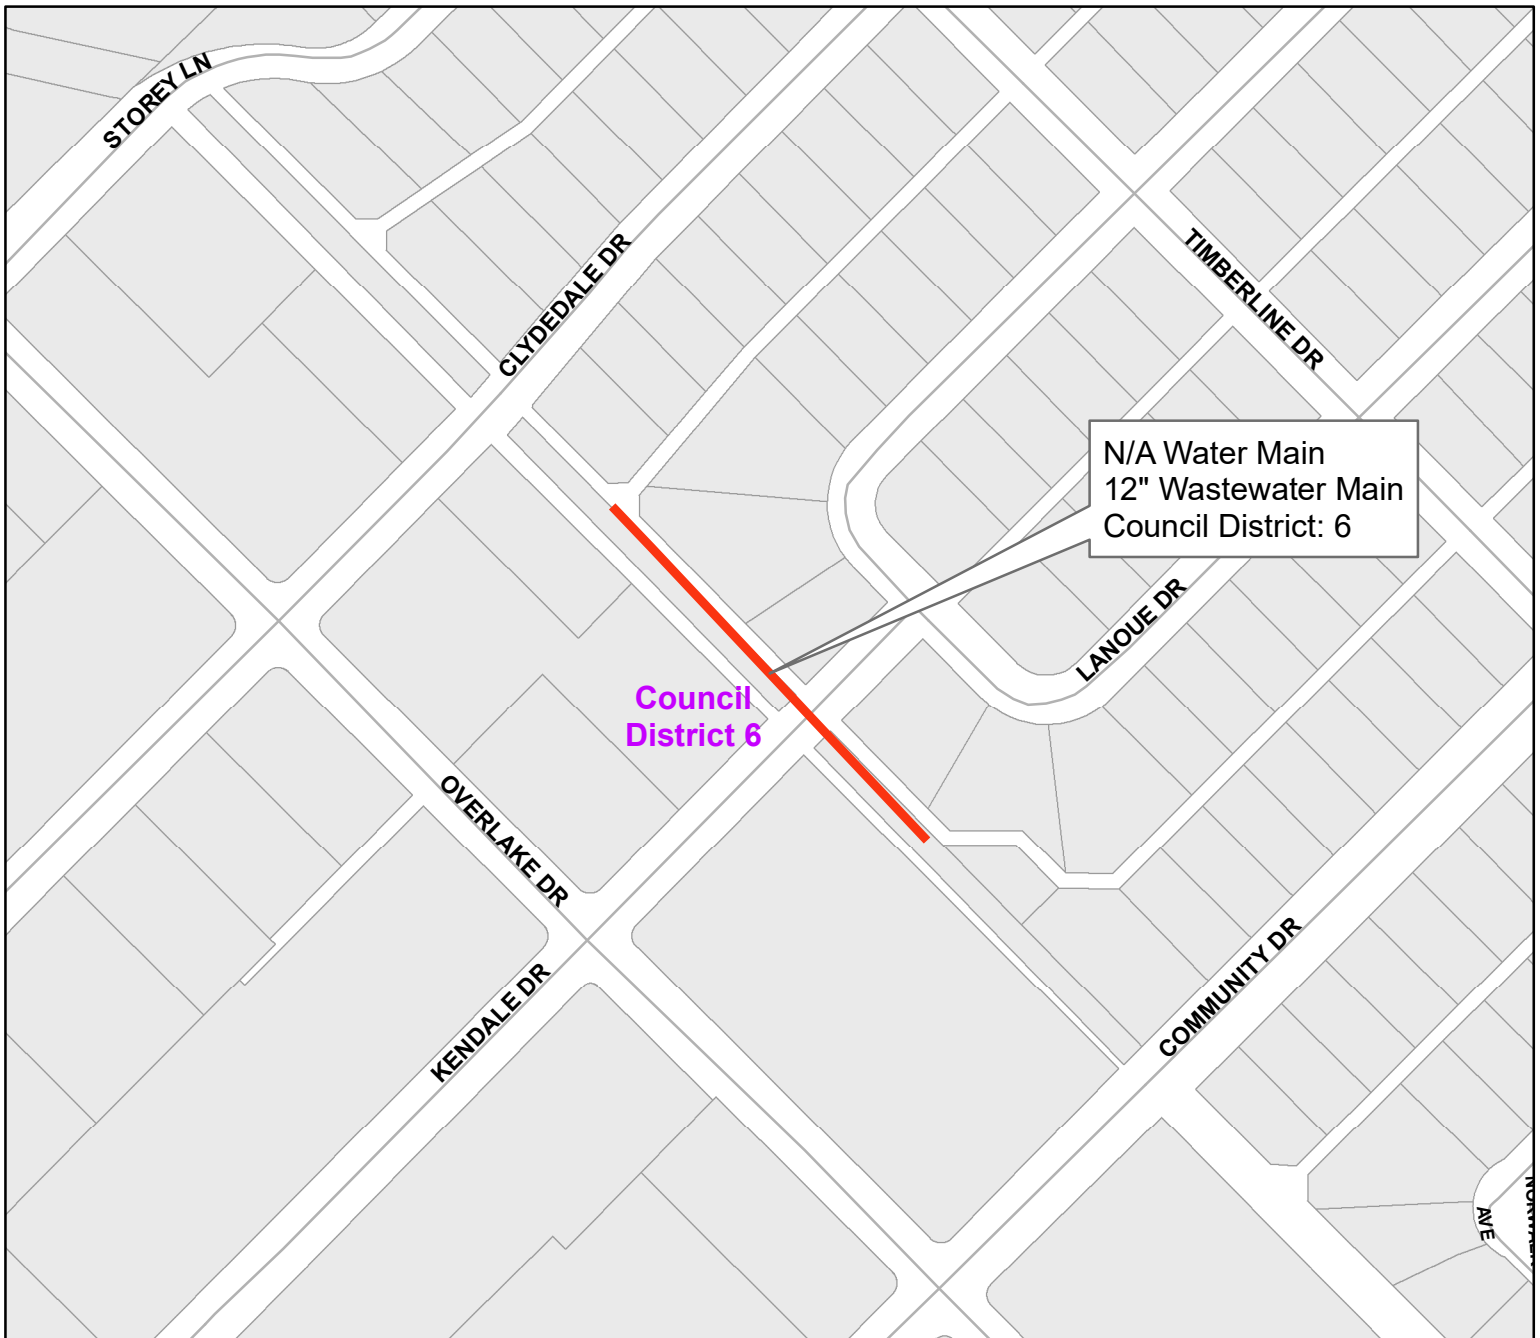 STOREY LN
CLYDEDALE DR
TIMBERLINE DR
N/A Water Main
12" Wastewater Main
Council District: 6
LANOUE DR
Council
District 6
OVERLAKE DR
KENDALE DR
COMMUNITY DR
AVE